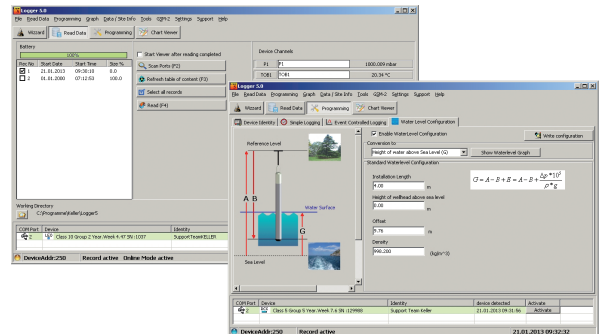 Logger 5.0
File Read Data Programming Graph Data / Site Info Tools GSM-2 Settings Support Help
Wizard Read Data Programming Chart Viewer
Battery
100%
Rec No Start Date Start Time Size %
1 21.01.2013 09:30:10 0.0
2 01.01.2000 07:12:53 100.0
Start Viewer after reading completed
Scan Ports (F2)
Refresh table of content (F3)
Select all records
Read (F4)
Device Channels
P1 P1 1000.009 mbar
TOB1 TOB1 20.34 °C
Working Directory
C:\Programme\Keller\Logger5
COM Port Device Identity
2 Class 10 Group 2 Year.Week 4.47 SN :1037 SupportTeamKELLER
DeviceAddr:250 Record active Online Mode active
Logger 5.0
File Read Data Programming Graph Data / Site Info Tools GSM-2 Settings Support Help
Wizard Read Data Programming Chart Viewer
Device Identity Simple Logging Event Controlled Logging Water Level Configuration
Reference Level
A B
Water Surface
G
Sea Level
Enable WaterLevel Configuration
Write configuration
Conversion to
Height of water above Sea Level (G)
Show Waterlevel Graph
Standard Waterlevel Configuration
Installation Length
4.00 m
G = A - B + E = A - B + Δp * 10⁵ / ρ * g
Height of wellhead above sea level
0.00 m
Offset
9.76 m
Density
998.200 (kg/m^3)
COM Port Device Identity device detected Activate
2 Class 5 Group 5 Year.Week 7.6 SN :129908 Support Team Keller 21.01.2013 09:31:56 Activate
DeviceAddr:250 Record active 21.01.2013 09:32:32